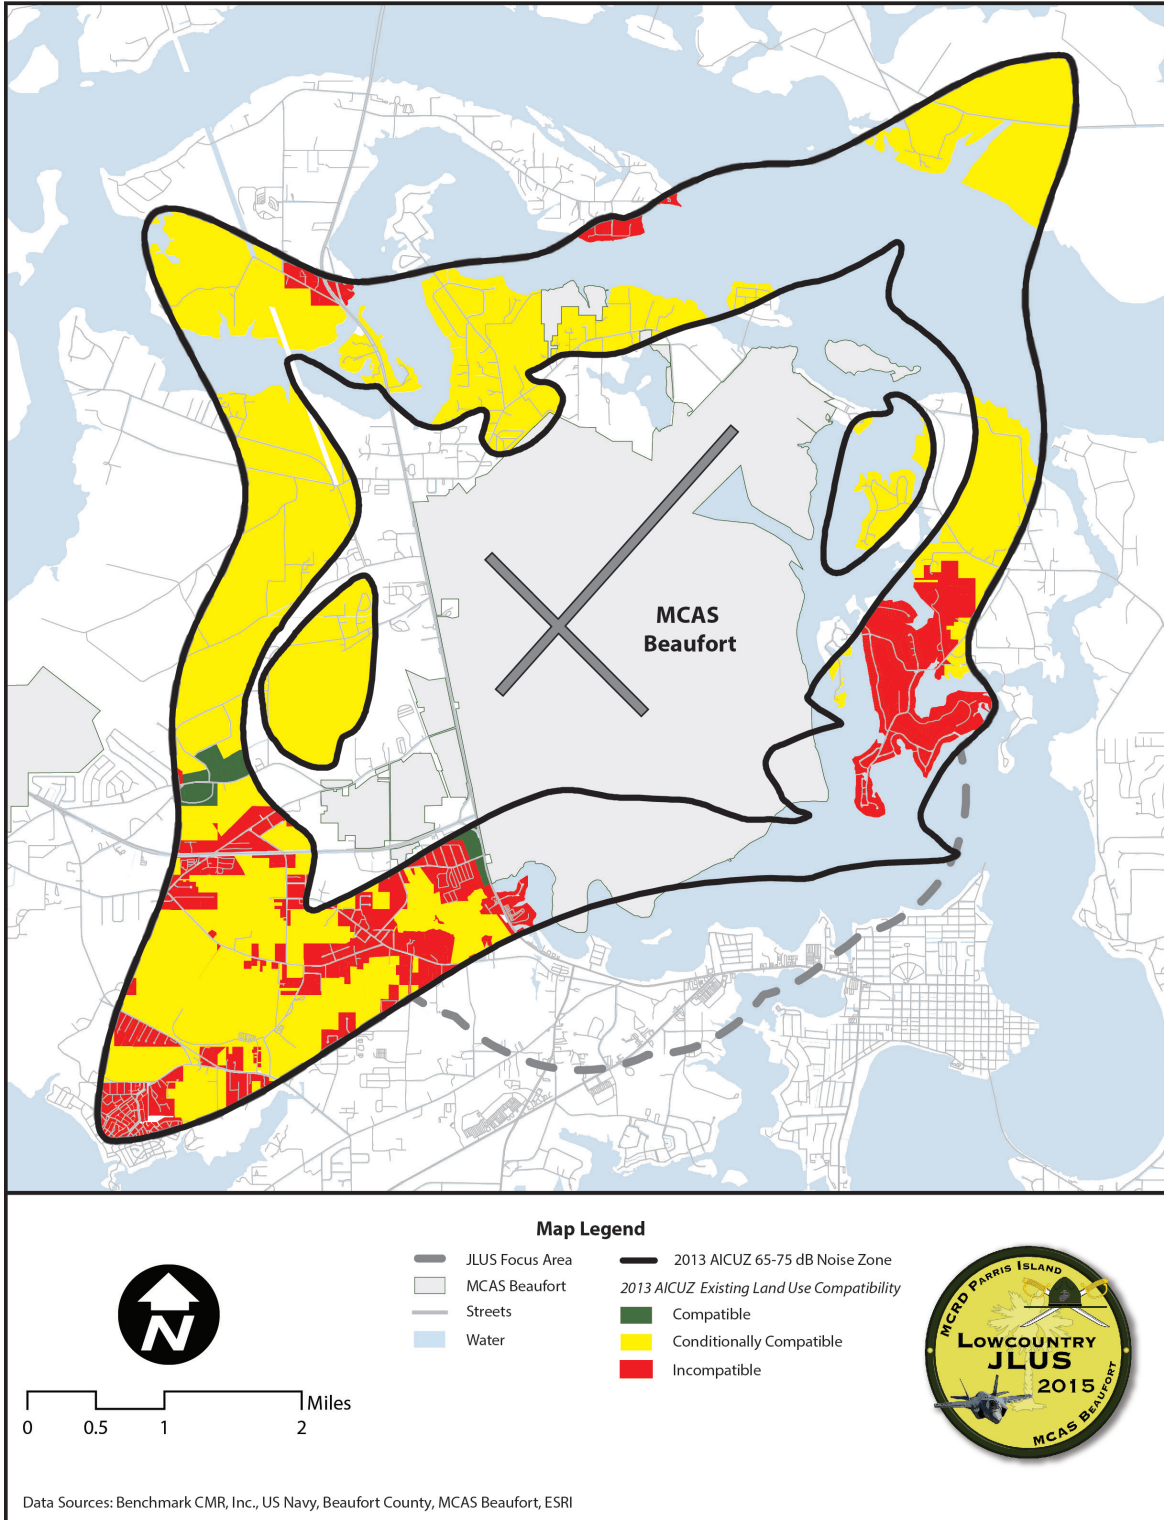 MCAS
Beaufort
Map Legend
JLUS Focus Area
MCAS Beaufort
Streets
Water
2013 AICUZ 65-75 dB Noise Zone
2013 AICUZ Existing Land Use Compatibility
Compatible
Conditionally Compatible
Incompatible
N
Miles
0 0.5 1 2
MCRD PARRIS ISLAND
LOWCOUNTRY
JLUS
2015
MCAS BEAUFORT
Data Sources: Benchmark CMR, Inc., US Navy, Beaufort County, MCAS Beaufort, ESRI